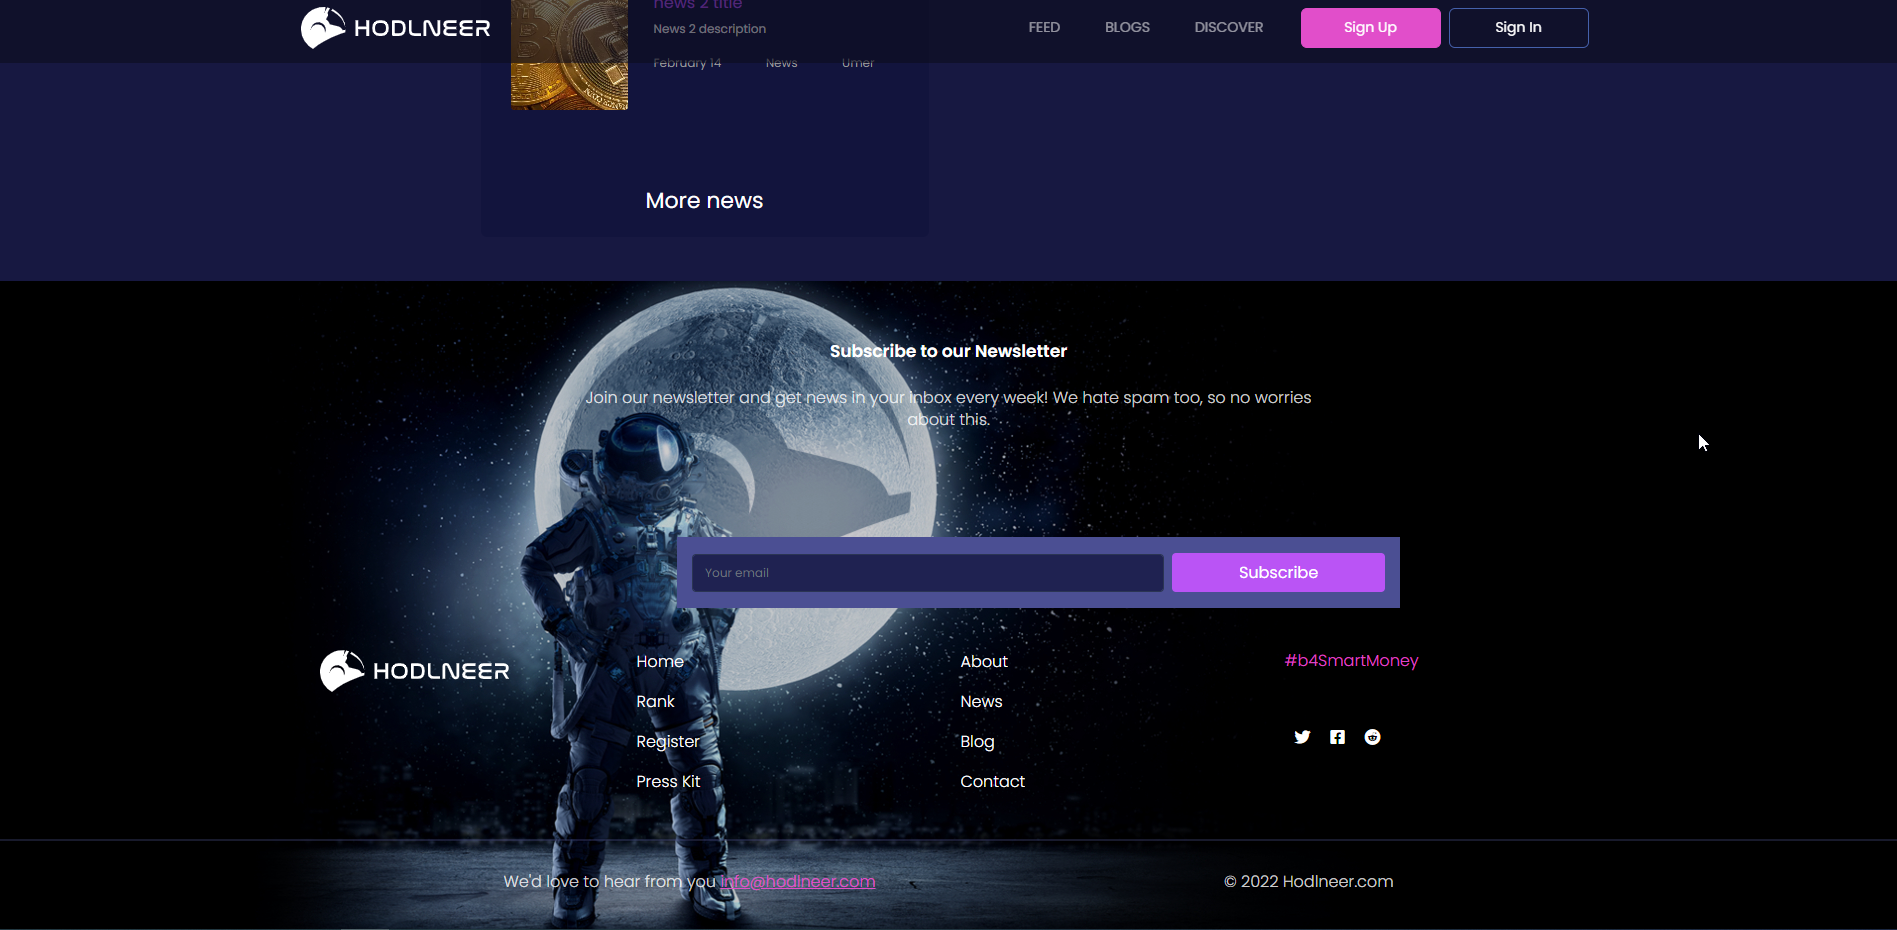 HODLNEER
FEED
BLOGS
DISCOVER
Sign Up
Sign In
news 2 title
News 2 description
February 14
News
Umer
More news
Subscribe to our Newsletter
Join our newsletter and get news in your inbox every week! We hate spam too, so no worries
about this.
Your email
Subscribe
HODLNEER
Home
Rank
Register
Press Kit
About
News
Blog
Contact
#b4SmartMoney
We'd love to hear from you info@hodlneer.com
© 2022 Hodlneer.com